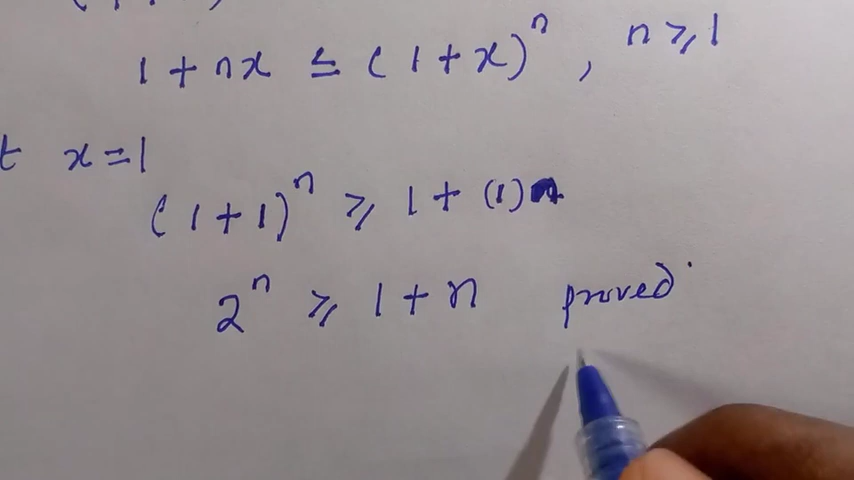 1 + nx ≤ (1+x)^n , n ≥ 1
t x = 1
(1+1)^n ≥ 1 + (1)n
2^n ≥ 1 + n proved